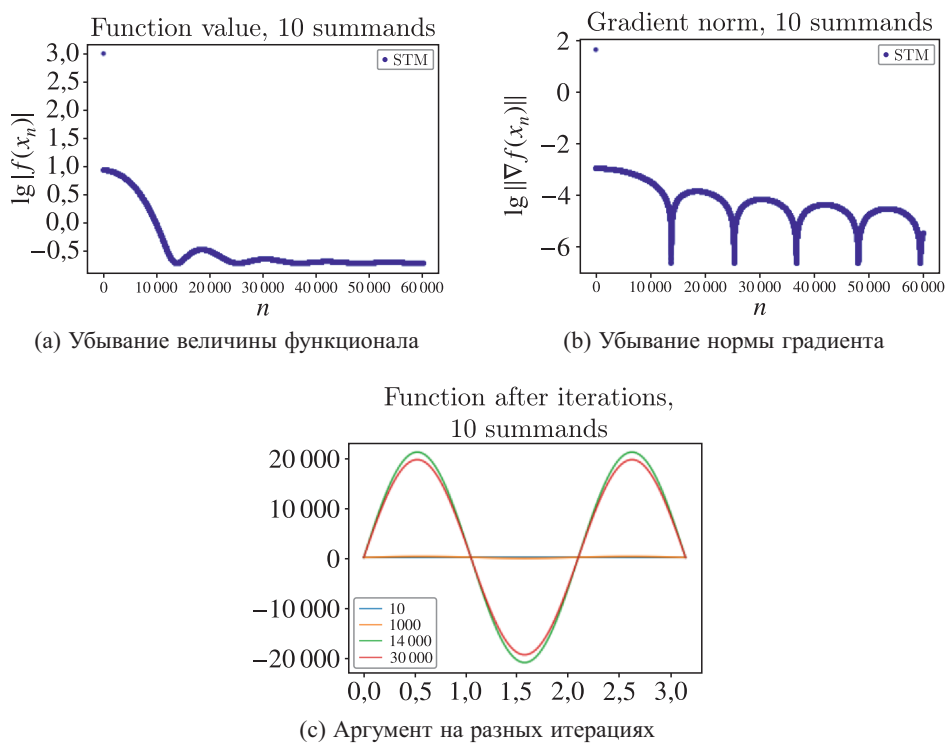 Function value, 10 summands
3,0
2,5
2,0
1,5
1,0
0,5
0,0
−0,5
lg |f(x_n)|
STM
0 10 000 20 000 30 000 40 000 50 000 60 000
n
(a) Убывание величины функционала
Gradient norm, 10 summands
2
0
−2
−4
−6
lg ||∇f(x_n)||
STM
0 10 000 20 000 30 000 40 000 50 000 60 000
n
(b) Убывание нормы градиента
Function after iterations,
10 summands
20 000
10 000
0
−10 000
−20 000
10
1000
14 000
30 000
0,0 0,5 1,0 1,5 2,0 2,5 3,0
(c) Аргумент на разных итерациях